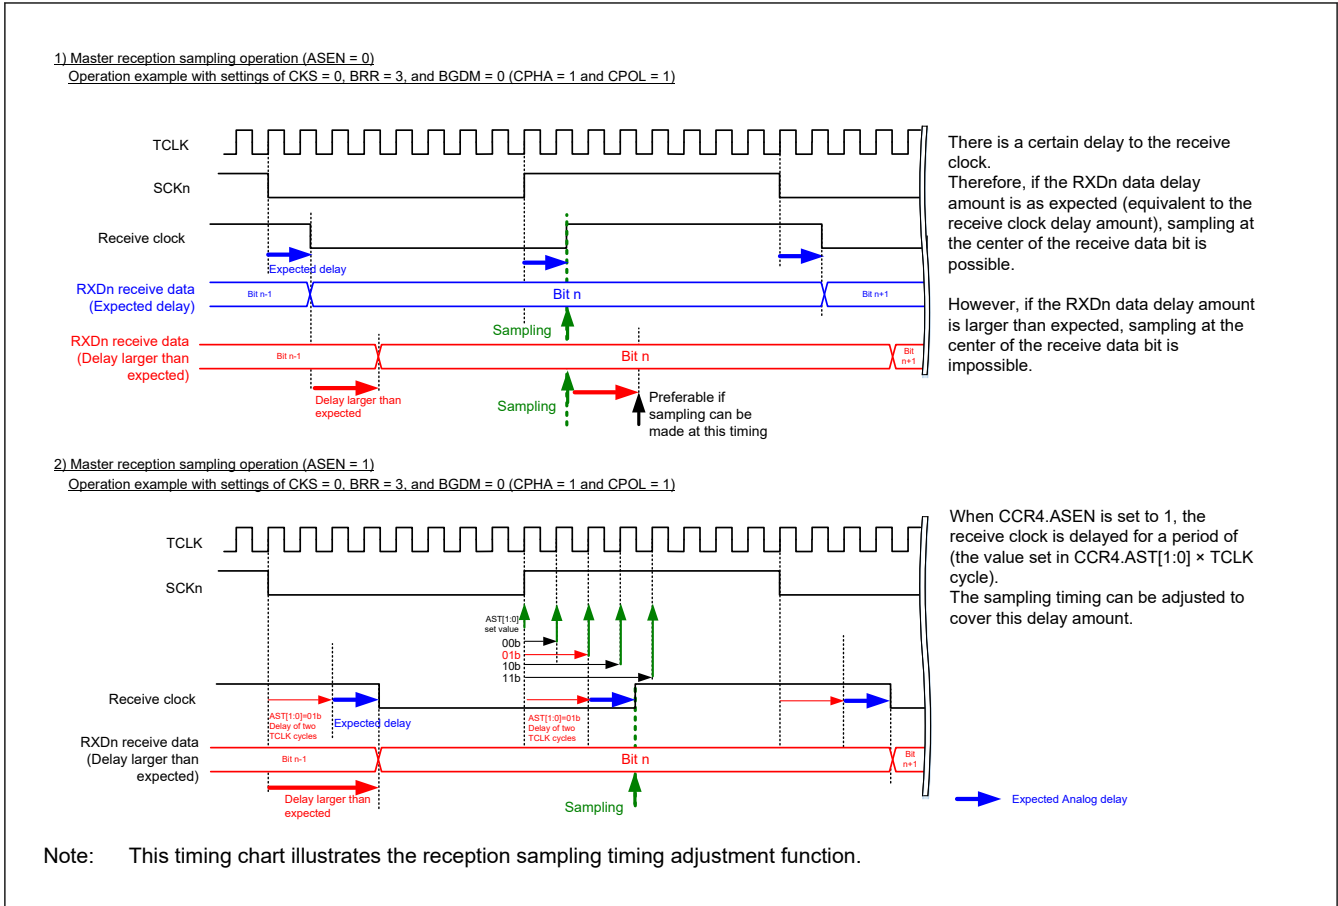 1) Master reception sampling operation (ASEN = 0)
Operation example with settings of CKS = 0, BRR = 3, and BGDM = 0 (CPHA = 1 and CPOL = 1)
TCLK
SCKn
Receive clock
Expected delay
RXDn receive data
(Expected delay)
Bit n-1
Bit n
Bit n+1
Sampling
RXDn receive data
(Delay larger than
expected)
Bit n-1
Bit n
Bit
n+1
Delay larger than
expected
Sampling
Preferable if
sampling can be
made at this timing
There is a certain delay to the receive
clock.
Therefore, if the RXDn data delay
amount is as expected (equivalent to the
receive clock delay amount), sampling at
the center of the receive data bit is
possible.
However, if the RXDn data delay amount
is larger than expected, sampling at the
center of the receive data bit is
impossible.
2) Master reception sampling operation (ASEN = 1)
Operation example with settings of CKS = 0, BRR = 3, and BGDM = 0 (CPHA = 1 and CPOL = 1)
TCLK
SCKn
AST[1:0]
set value
00b
01b
10b
11b
Receive clock
AST[1:0]=01b
Delay of two
TCLK cycles
Expected delay
AST[1:0]=01b
Delay of two
TCLK cycles
RXDn receive data
(Delay larger than
expected)
Bit n-1
Bit n
Bit
n+1
Delay larger than
expected
Sampling
When CCR4.ASEN is set to 1, the
receive clock is delayed for a period of
(the value set in CCR4.AST[1:0] × TCLK
cycle).
The sampling timing can be adjusted to
cover this delay amount.
Expected Analog delay
Note: This timing chart illustrates the reception sampling timing adjustment function.